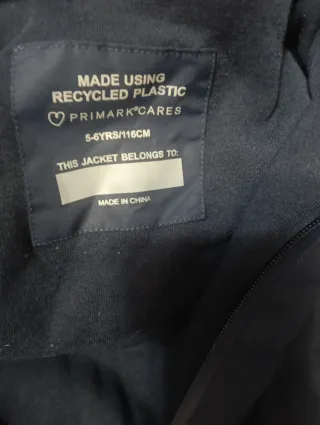 MADE USING
RECYCLED PLASTIC
PRIMARK®CARES
5-6YRS/116CM
THIS JACKET BELONGS TO:
MADE IN CHINA